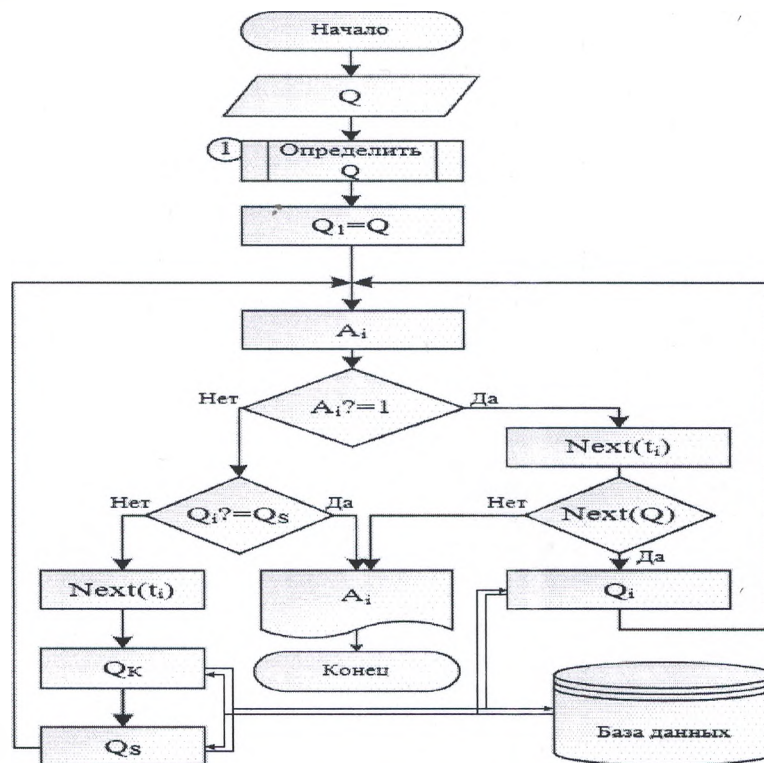 Начало
Q
1
Определить
Q
Q₁=Q
Aᵢ
Нет
Aᵢ?=1
Да
Next(tᵢ)
Нет
Qᵢ?=Qs
Да
Нет
Next(Q)
Да
Next(tᵢ)
Aᵢ
Qᵢ
Qᴋ
Конец
Qs
База данных